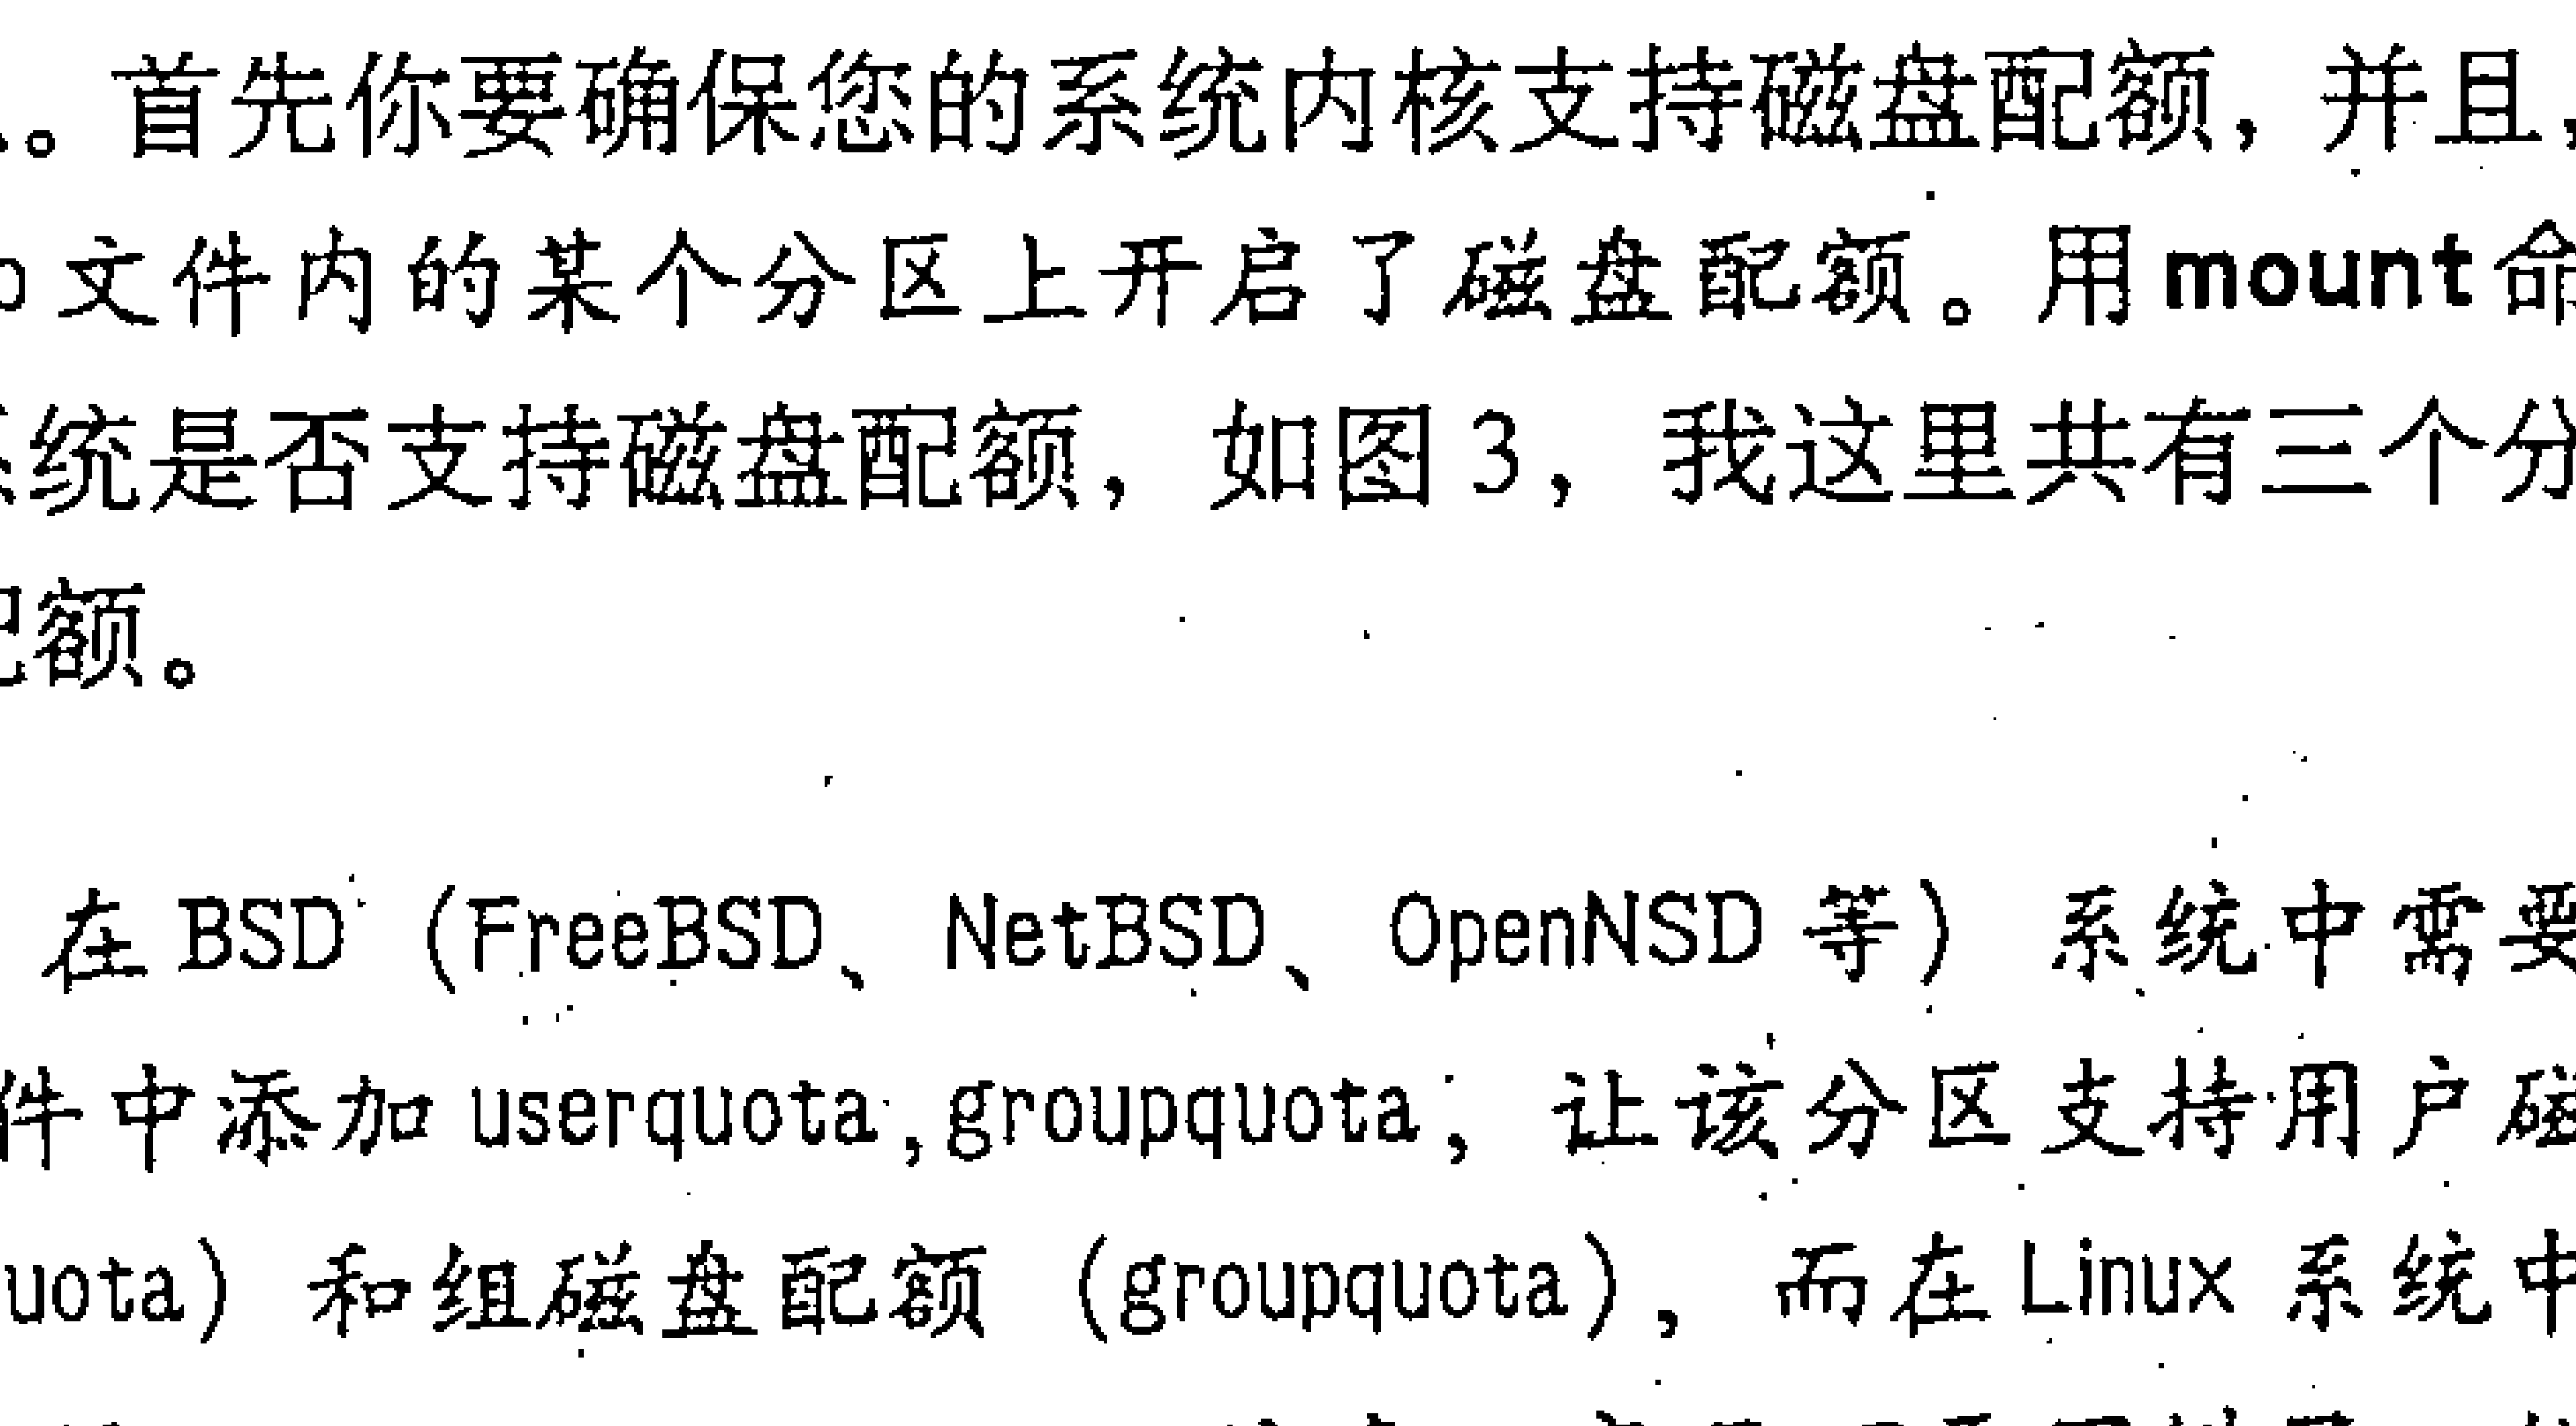 。首先你要确保您的系统内核支持磁盘配额，并且，
文件内的某个分区上开启了磁盘配额。用mount命
统是否支持磁盘配额，如图3，我这里共有三个分
额。
在BSD（FreeBSD、NetBSD、OpenNSD等）系统中需要
件中添加userquota,groupquota，让该分区支持用户磁
uota）和组磁盘配额（groupquota），而在Linux系统中